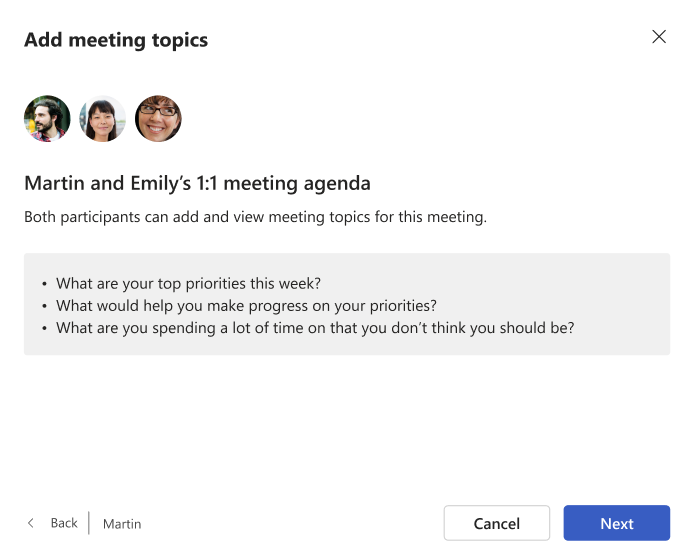 Add meeting topics
Martin and Emily’s 1:1 meeting agenda
Both participants can add and view meeting topics for this meeting.
• What are your top priorities this week?
• What would help you make progress on your priorities?
• What are you spending a lot of time on that you don’t think you should be?
Back | Martin
Cancel
Next